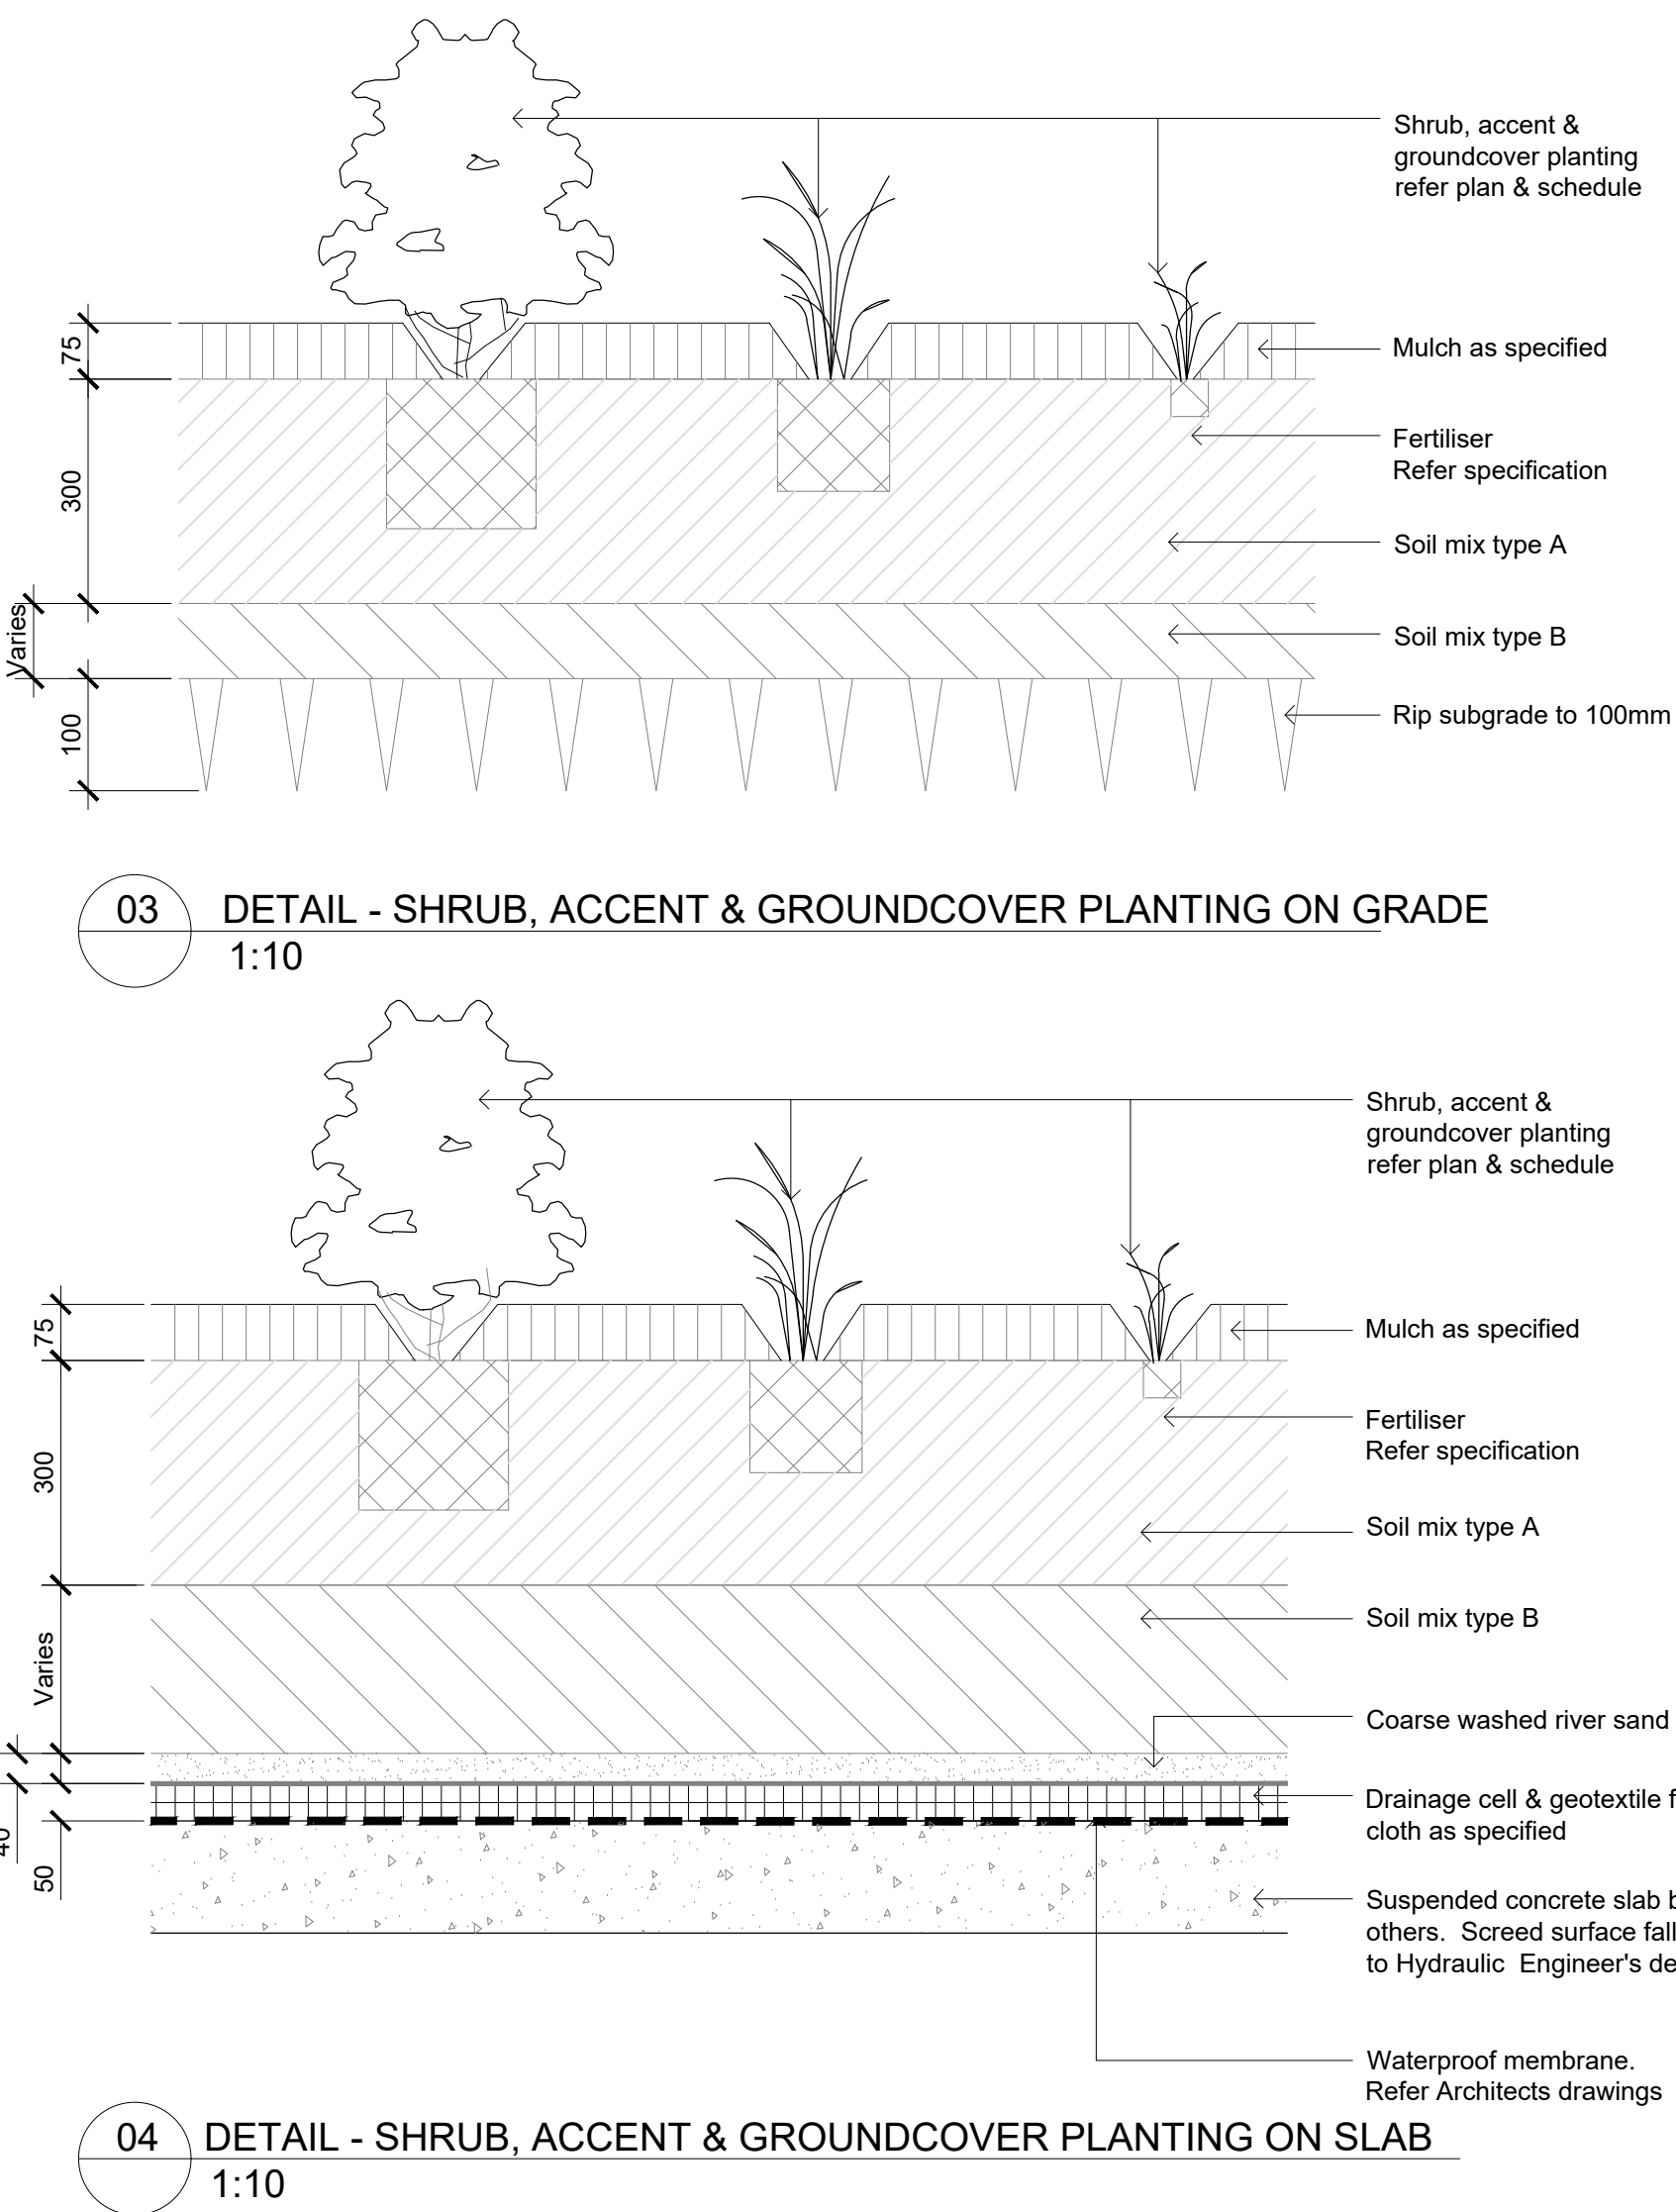 Shrub, accent &
groundcover planting
refer plan & schedule
75
Mulch as specified
Fertiliser
Refer specification
300
Soil mix type A
Varies
Soil mix type B
100
Rip subgrade to 100mm
03
DETAIL - SHRUB, ACCENT & GROUNDCOVER PLANTING ON GRADE
1:10
Shrub, accent &
groundcover planting
refer plan & schedule
75
Mulch as specified
Fertiliser
Refer specification
300
Soil mix type A
Soil mix type B
Varies
Coarse washed river sand
Drainage cell & geotextile
cloth as specified
40
50
Suspended concrete slab
others. Screed surface fall
to Hydraulic Engineer's
Waterproof membrane.
Refer Architects drawings
04
DETAIL - SHRUB, ACCENT & GROUNDCOVER PLANTING ON SLAB
1:10